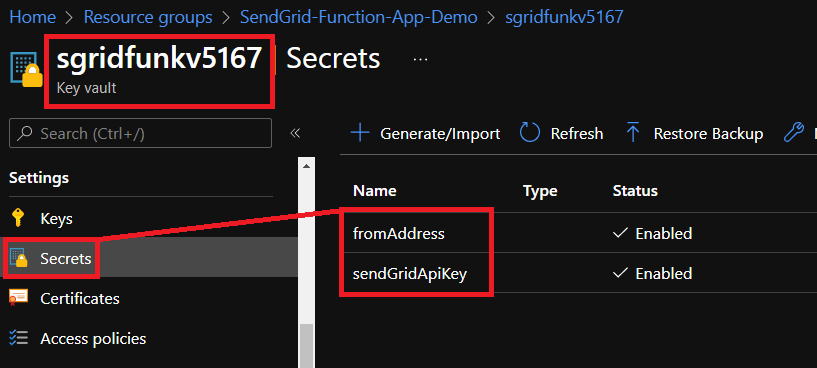 Home > Resource groups > SendGrid-Function-App-Demo > sgridfunkv5167
sgridfunkv5167 | Secrets ...
Key vault
Search (Ctrl+/) «
Generate/Import Refresh Restore Backup
Settings
Name Type Status
Keys
fromAddress Enabled
Secrets
sendGridApiKey Enabled
Certificates
Access policies